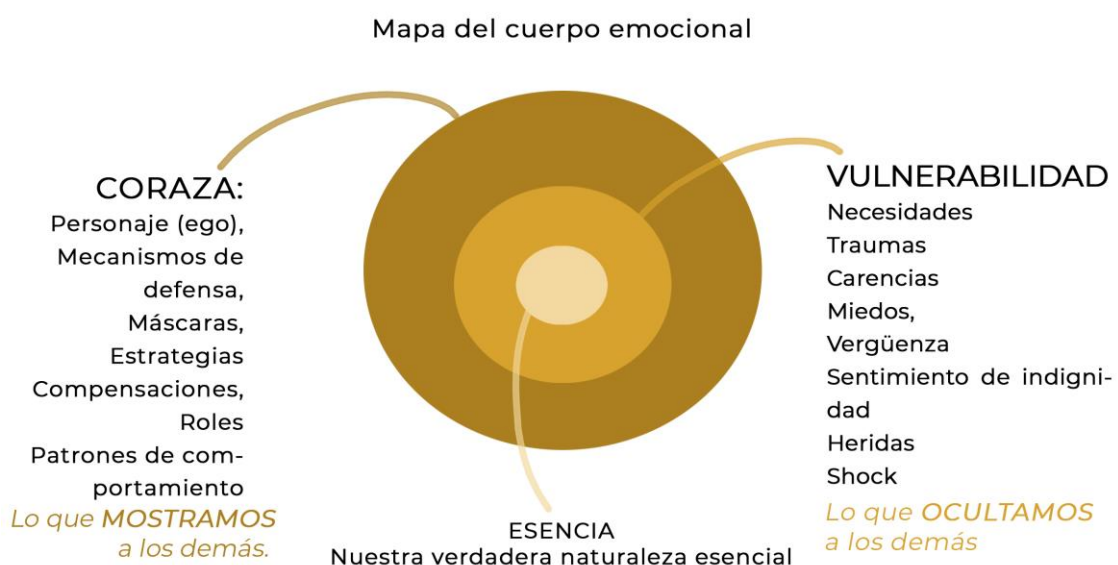 Mapa del cuerpo emocional
CORAZA:
Personaje (ego),
Mecanismos de
defensa,
Máscaras,
Estrategias
Compensaciones,
Roles
Patrones de com-
portamiento
Lo que MOSTRAMOS
a los demás.
VULNERABILIDAD
Necesidades
Traumas
Carencias
Miedos,
Vergüenza
Sentimiento de indigni-
dad
Heridas
Shock
Lo que OCULTAMOS
a los demás
ESENCIA
Nuestra verdadera naturaleza esencial